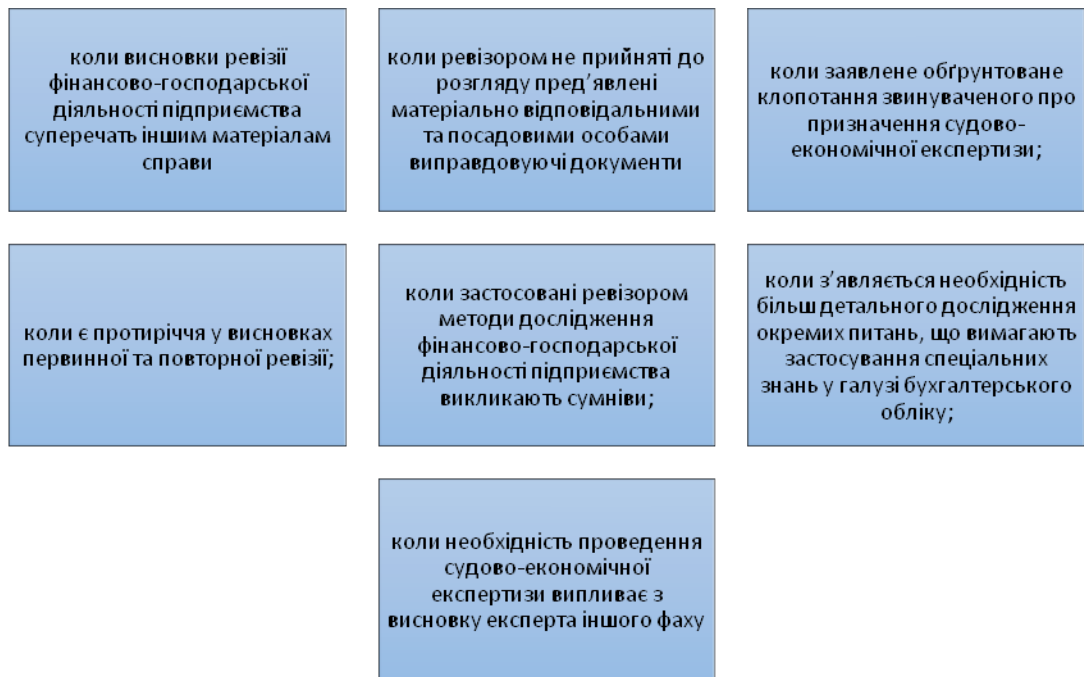 коли висновки ревізії
фінансово-господарської
діяльності підприємства
суперечать іншим матеріалам
справи
коли ревізором не прийняті до
розгляду пред’явлені
матеріально відповідальними
та посадовими особами
виправдовуючі документи
коли заявлене обґрунтоване
клопотання звинуваченого про
призначення судово-
економічної експертизи;
коли є протиріччя у висновках
первинної та повторної ревізії;
коли застосовані ревізором
методи дослідження
фінансово-господарської
діяльності підприємства
викликають сумніви;
коли з’являється необхідність
більш детального дослідження
окремих питань, що вимагають
застосування спеціальних
знань у галузі бухгалтерського
обліку;
коли необхідність проведення
судово-економічної
експертизи випливає з
висновку експерта іншого фаху